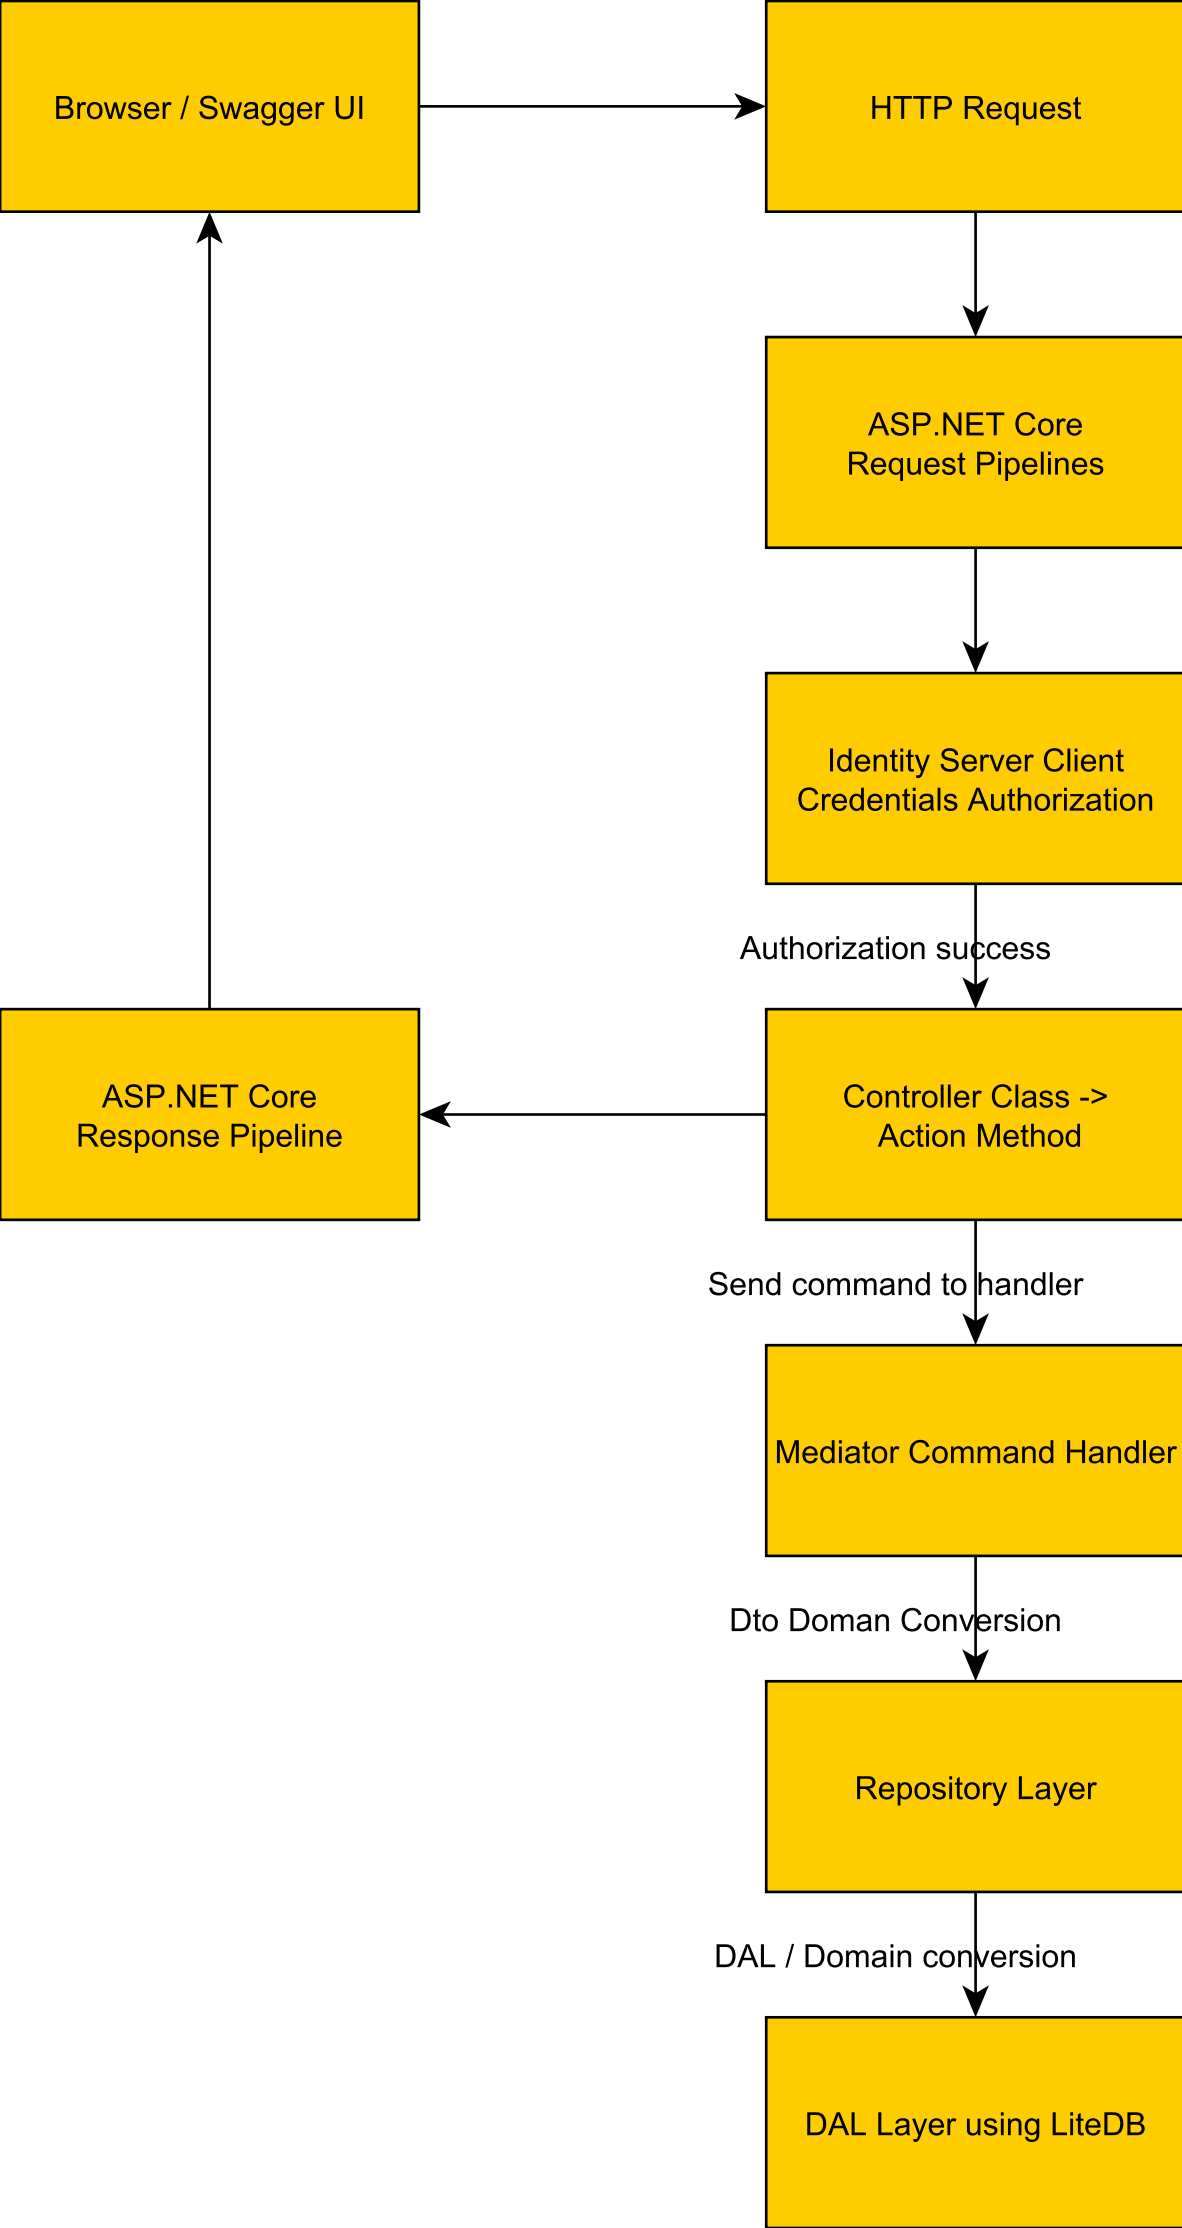 Browser / Swagger UI
HTTP Request
ASP.NET Core
Request Pipelines
Identity Server Client
Credentials Authorization
Authorization success
ASP.NET Core
Response Pipeline
Controller Class ->
Action Method
Send command to handler
Mediator Command Handler
Dto Doman Conversion
Repository Layer
DAL / Domain conversion
DAL Layer using LiteDB